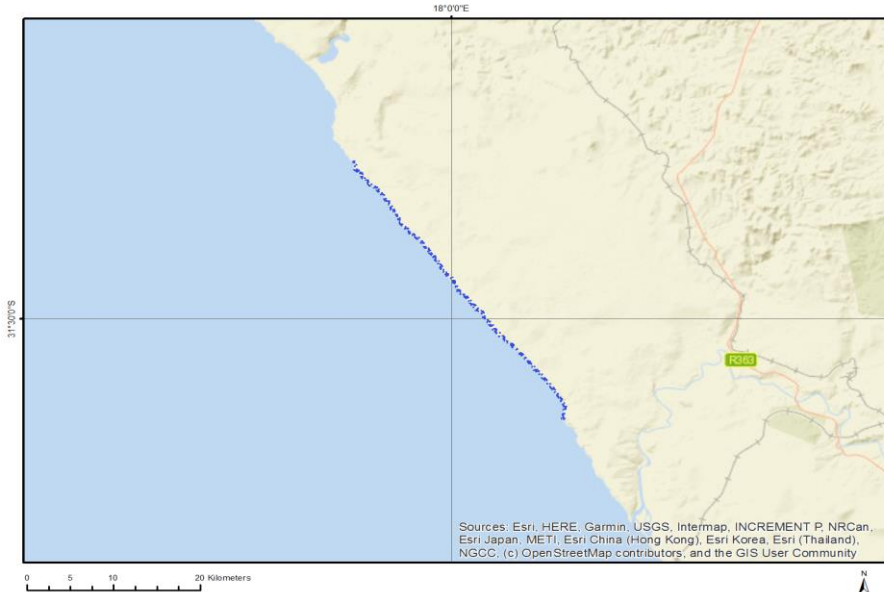 18°0'0"E
31°30'0"S
R363
Sources: Esri, HERE, Garmin, USGS, Intermap, INCREMENT P, NRCan,
Esri Japan, METI, Esri China (Hong Kong), Esri Korea, Esri (Thailand),
NGCC, (c) OpenStreetMap contributors, and the GIS User Community
0 5 10 20 Kilometers
N